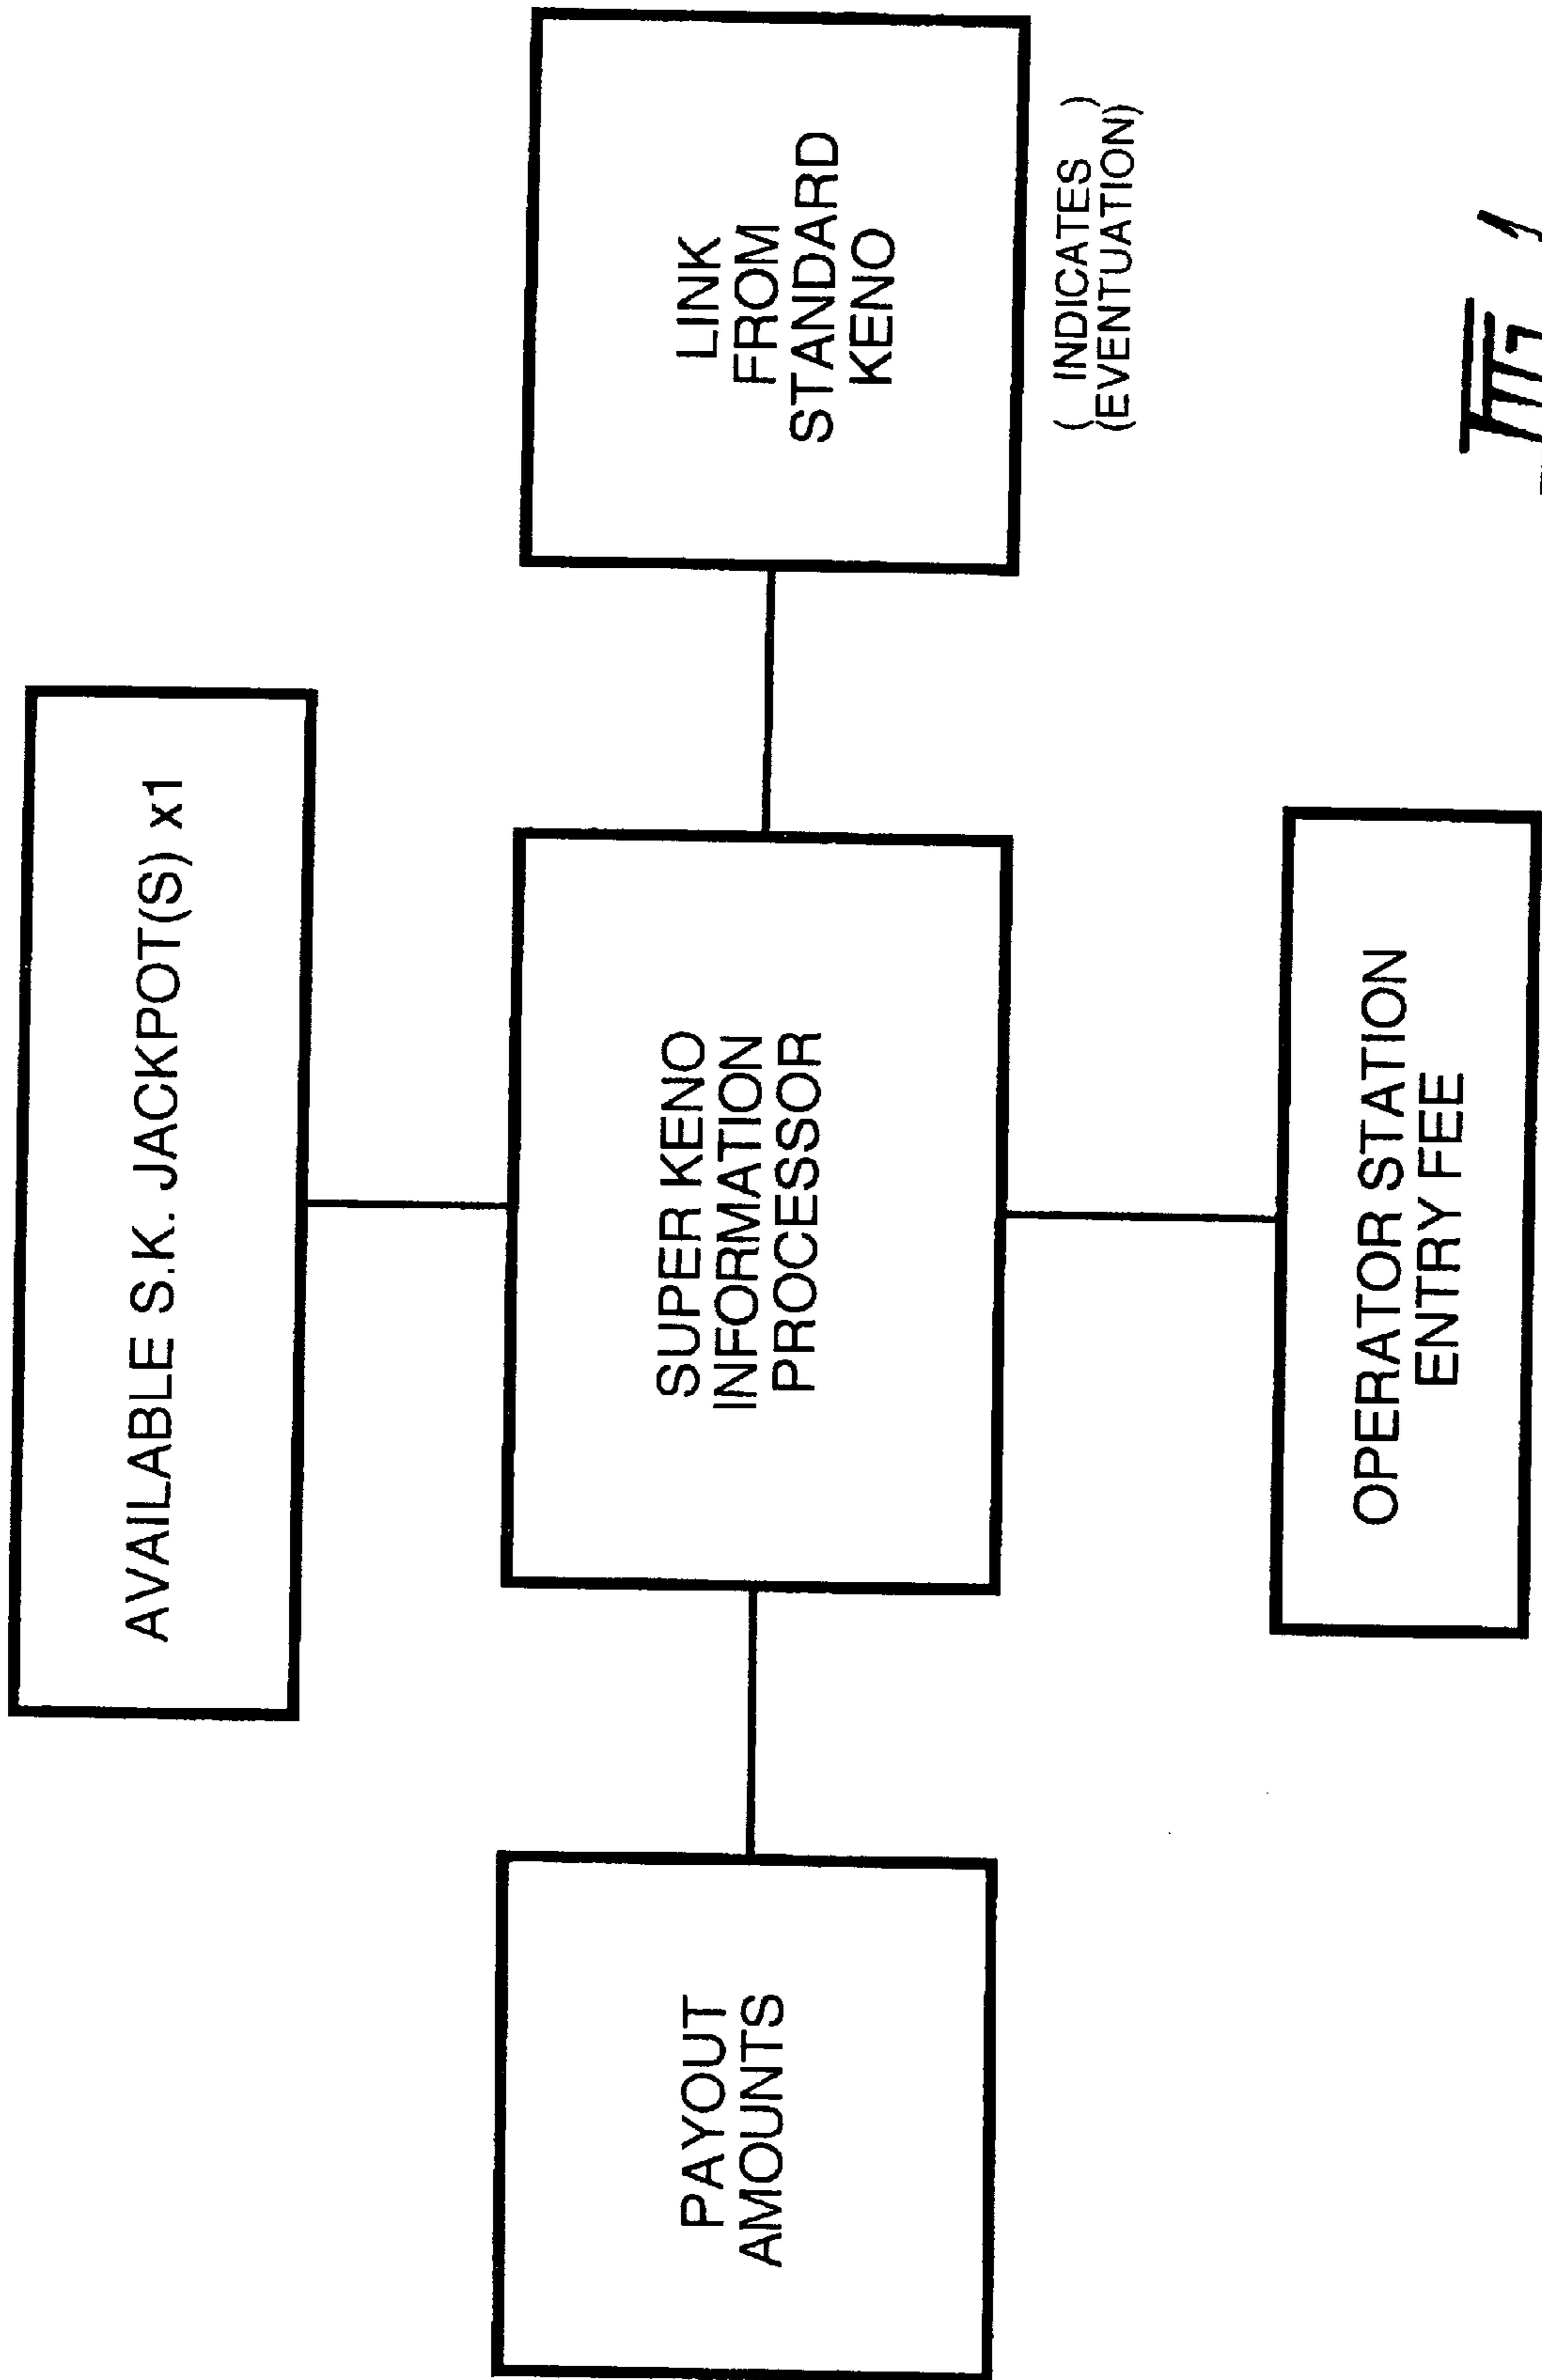 AVAILABLE S.K. JACKPOT(S) x1
PAYOUT
AMOUNTS
SUPER KENO
INFORMATION
PROCESSOR
LINK
FROM
STANDARD
KENO
( INDICATES )
(EVENTUATION)
OPERATOR STATION
ENTRY FEE